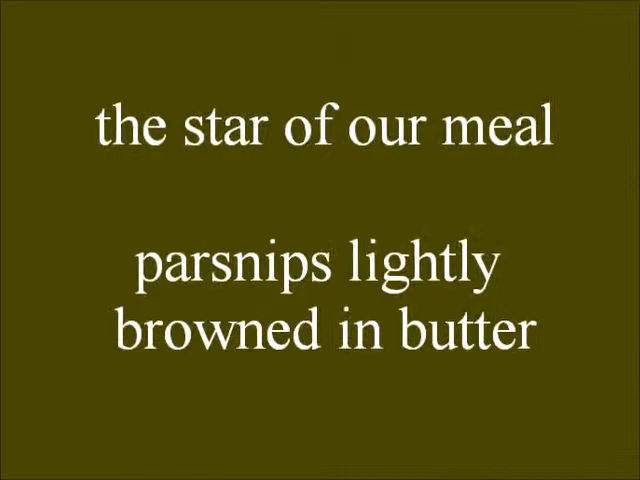 the star of our meal
parsnips lightly
browned in butter